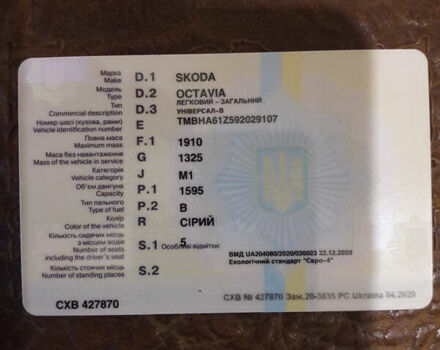 Марка
Make D.1 SKODA
Модель
Type D.2 OCTAVIA
Тип
Commercial description D.3 ЛЕГКОВИЙ - ЗАГАЛЬНИЙ
УНІВЕРСАЛ-В
Номер шасі (кузова, рами)
Vehicle identification number E TMBHA61Z592029107
Повна маса
Maximum mass F.1 1910
Маса без навантаження
Mass of the vehicle in service G 1325
Категорія
Vehicle category J M1
Об'єм двигуна
Capacity P.1 1595
Тип пального
Type of fuel P.2 B
Колір
Color of the vehicle R СІРИЙ
Кількість сидячих місць
з місцем водія
Number of seats
including the driver's seat S.1 5 Особливі відмітки:
ВМД UA204060/2020/036023 22.12.2020
Екологічний стандарт "Євро-4"
Кількість стоячих місць
Number of standing places S.2
СХВ 427870
СХВ № 427870 Зам.20-3835 РС Ukraina 04.2020